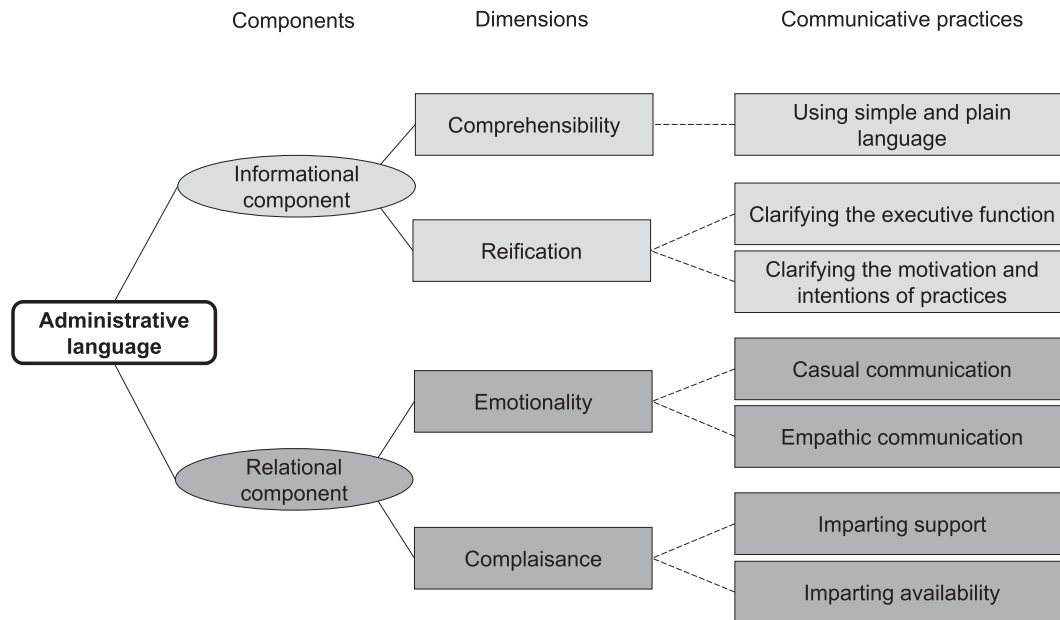 Components
Dimensions
Communicative practices
Comprehensibility
Using simple and plain
language
Informational
component
Clarifying the executive function
Reification
Clarifying the motivation and
intentions of practices
Administrative
language
Casual communication
Emotionality
Empathic communication
Relational
component
Imparting support
Complaisance
Imparting availability